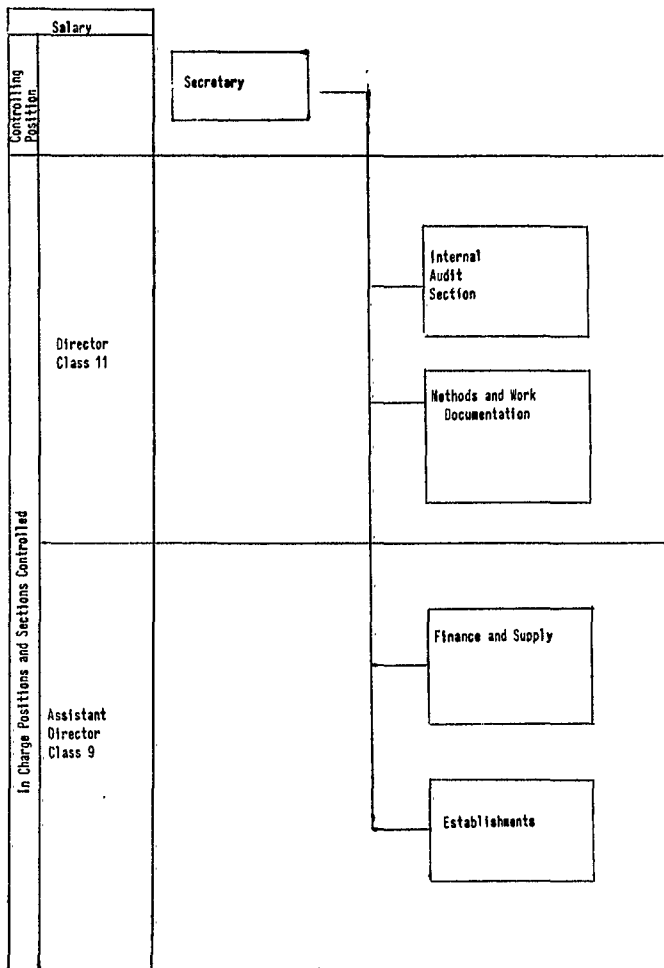 Salary
Controlling
Position
Secretary
Internal
Audit
Section
Director
Class 11
Methods and Work
Documentation
In Charge Positions and Sections Controlled
Finance and Supply
Assistant
Director
Class 9
Establishments